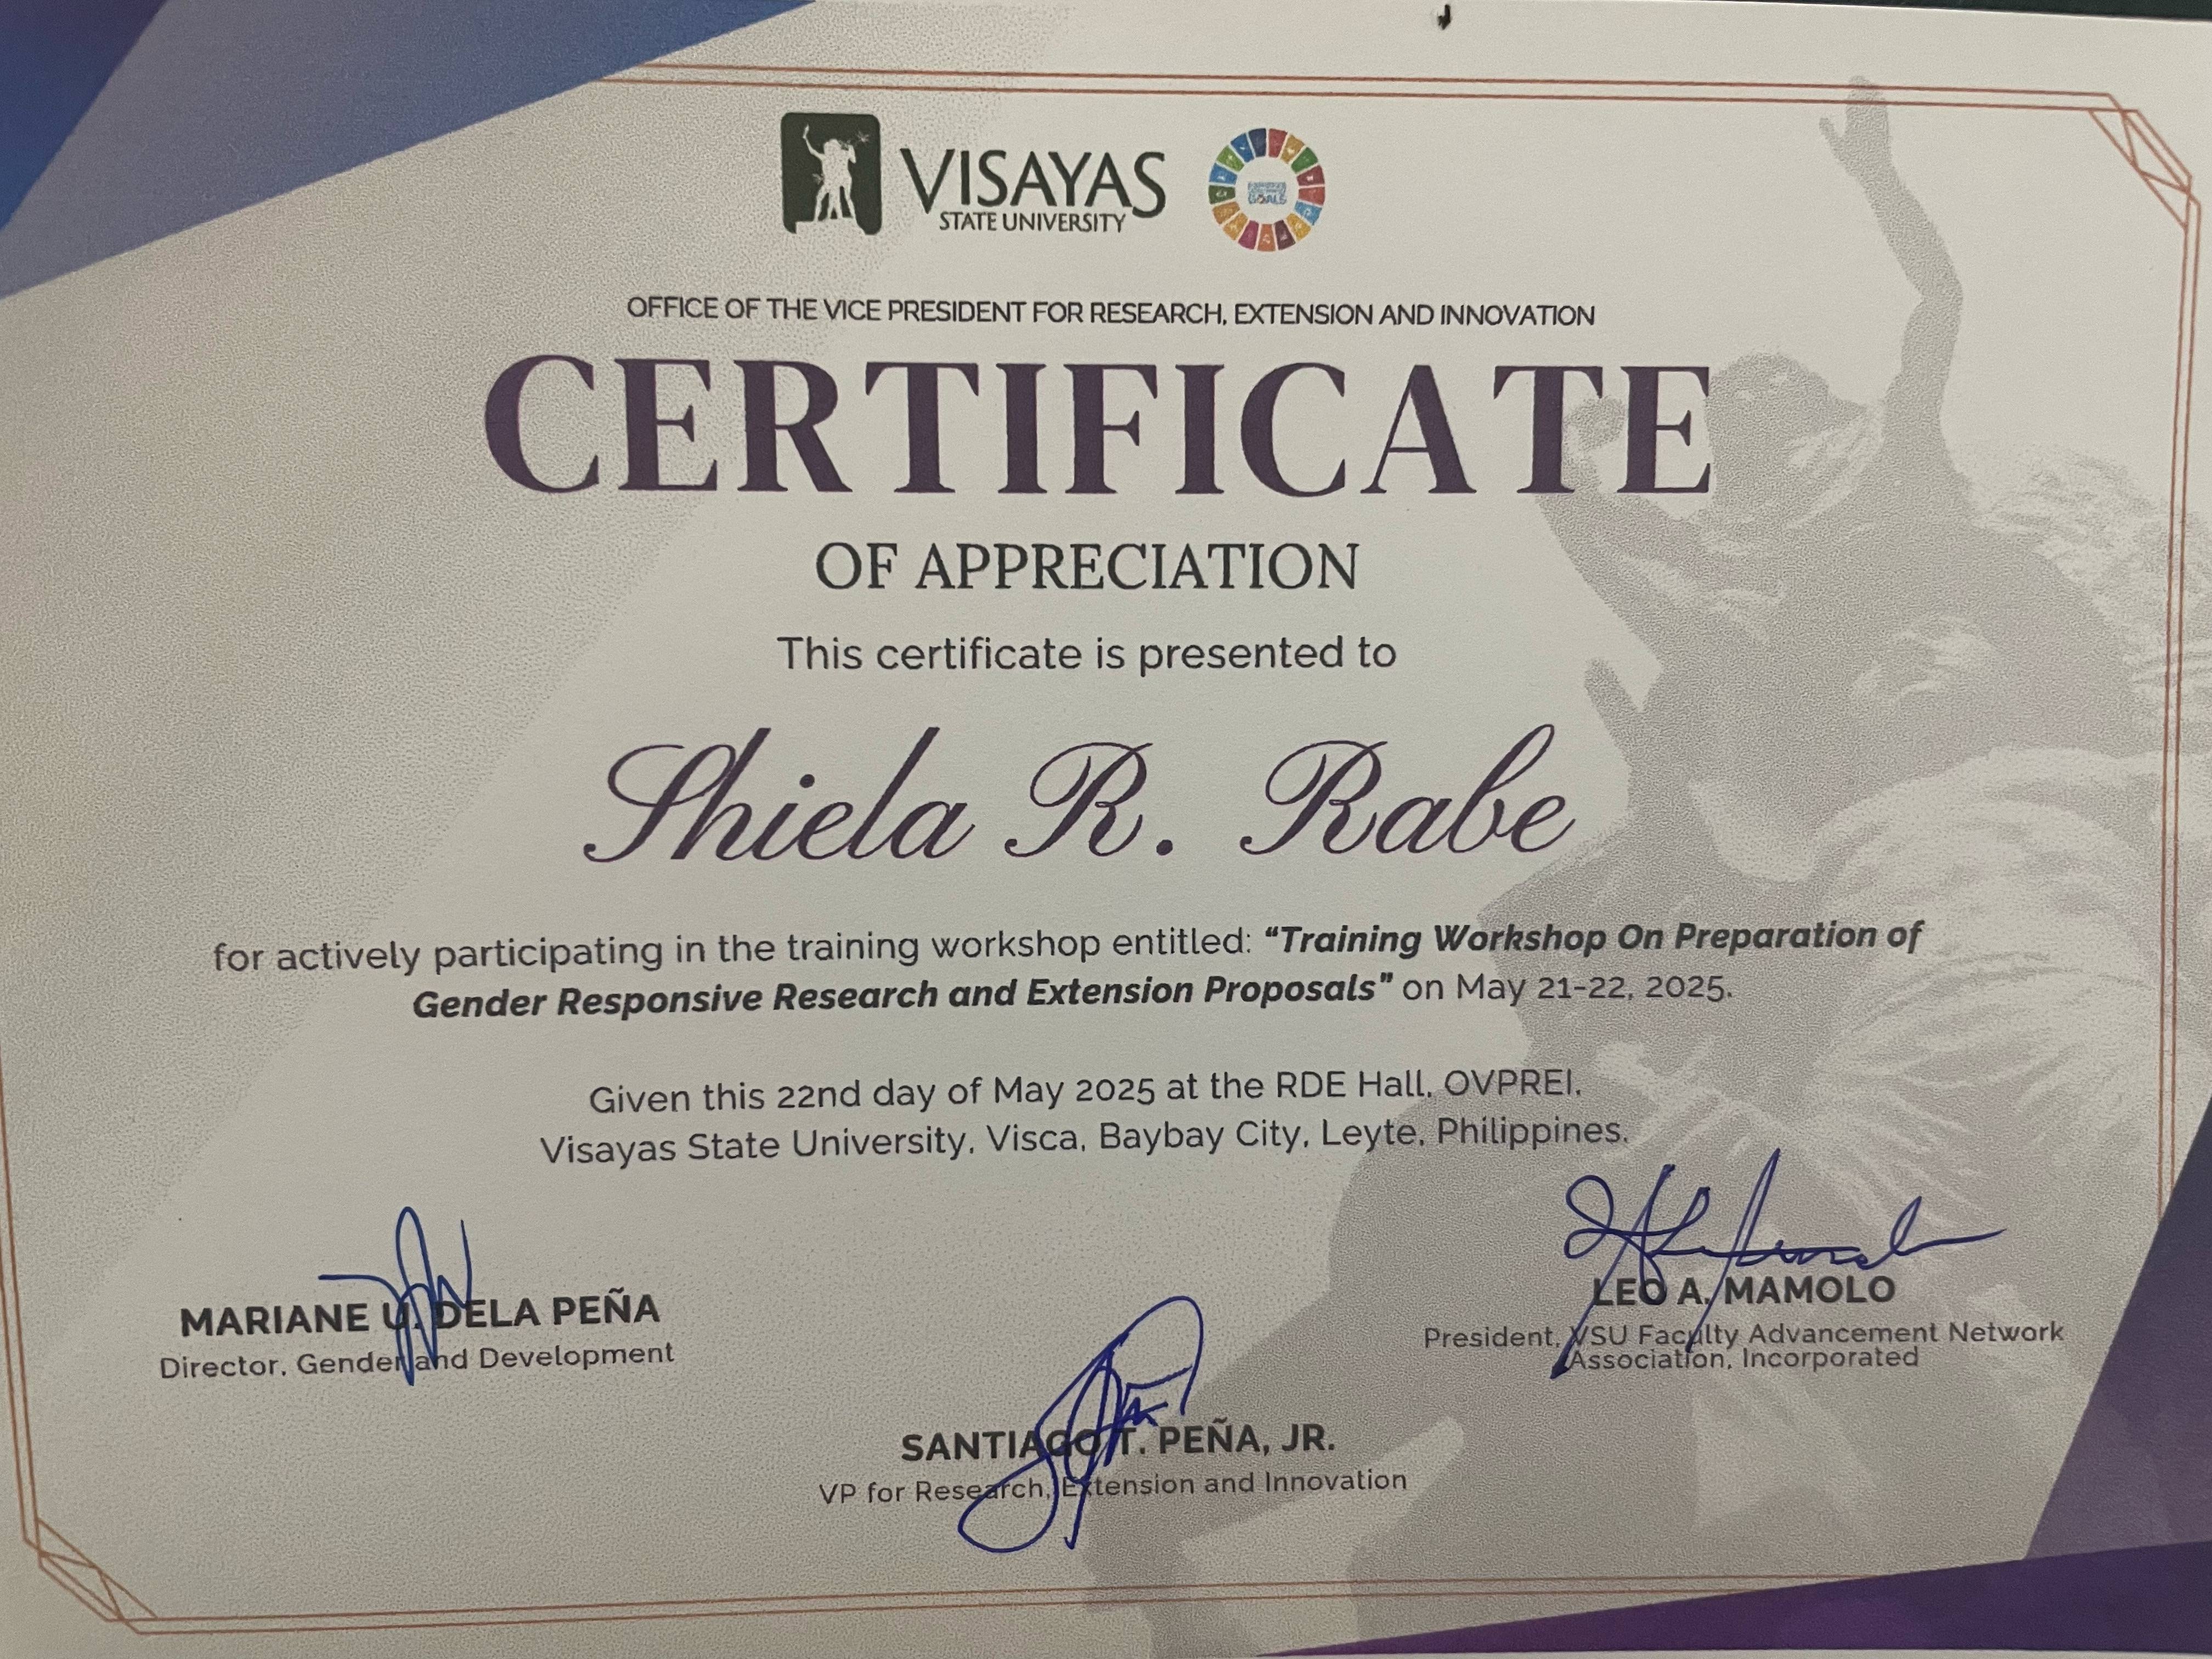 VISAYAS
STATE UNIVERSITY
GOALS
OFFICE OF THE VICE PRESIDENT FOR RESEARCH, EXTENSION AND INNOVATION
CERTIFICATE
OF APPRECIATION
This certificate is presented to
Shiela R. Rabe
for actively participating in the training workshop entitled: “Training Workshop On Preparation of
Gender Responsive Research and Extension Proposals” on May 21-22, 2025.
Given this 22nd day of May 2025 at the RDE Hall, OVPREI,
Visayas State University, Visca, Baybay City, Leyte, Philippines.
MARIANE U. DELA PEÑA
Director, Gender and Development
LEO A. MAMOLO
President, VSU Faculty Advancement Network
Association, Incorporated
SANTIAGO T. PEÑA, JR.
VP for Research, Extension and Innovation